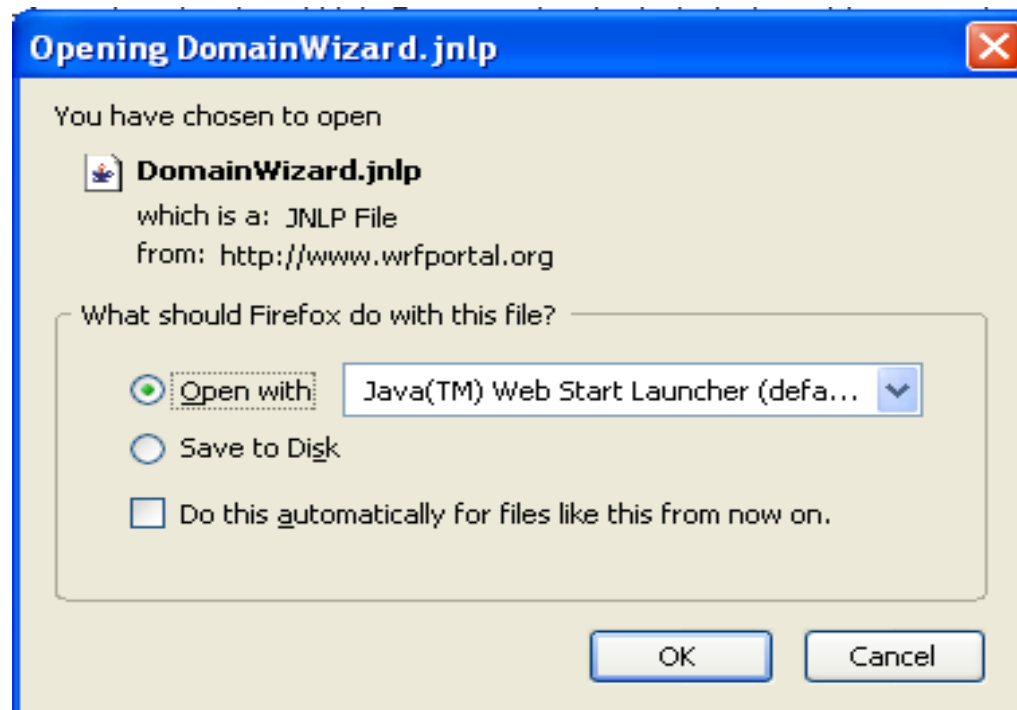 Opening DomainWizard.jnlp
You have chosen to open
DomainWizard.jnlp
which is a: JNLP File
from: http://www.wrfportal.org
What should Firefox do with this file?
Open with Java(TM) Web Start Launcher (defa...
Save to Disk
Do this automatically for files like this from now on.
OK Cancel